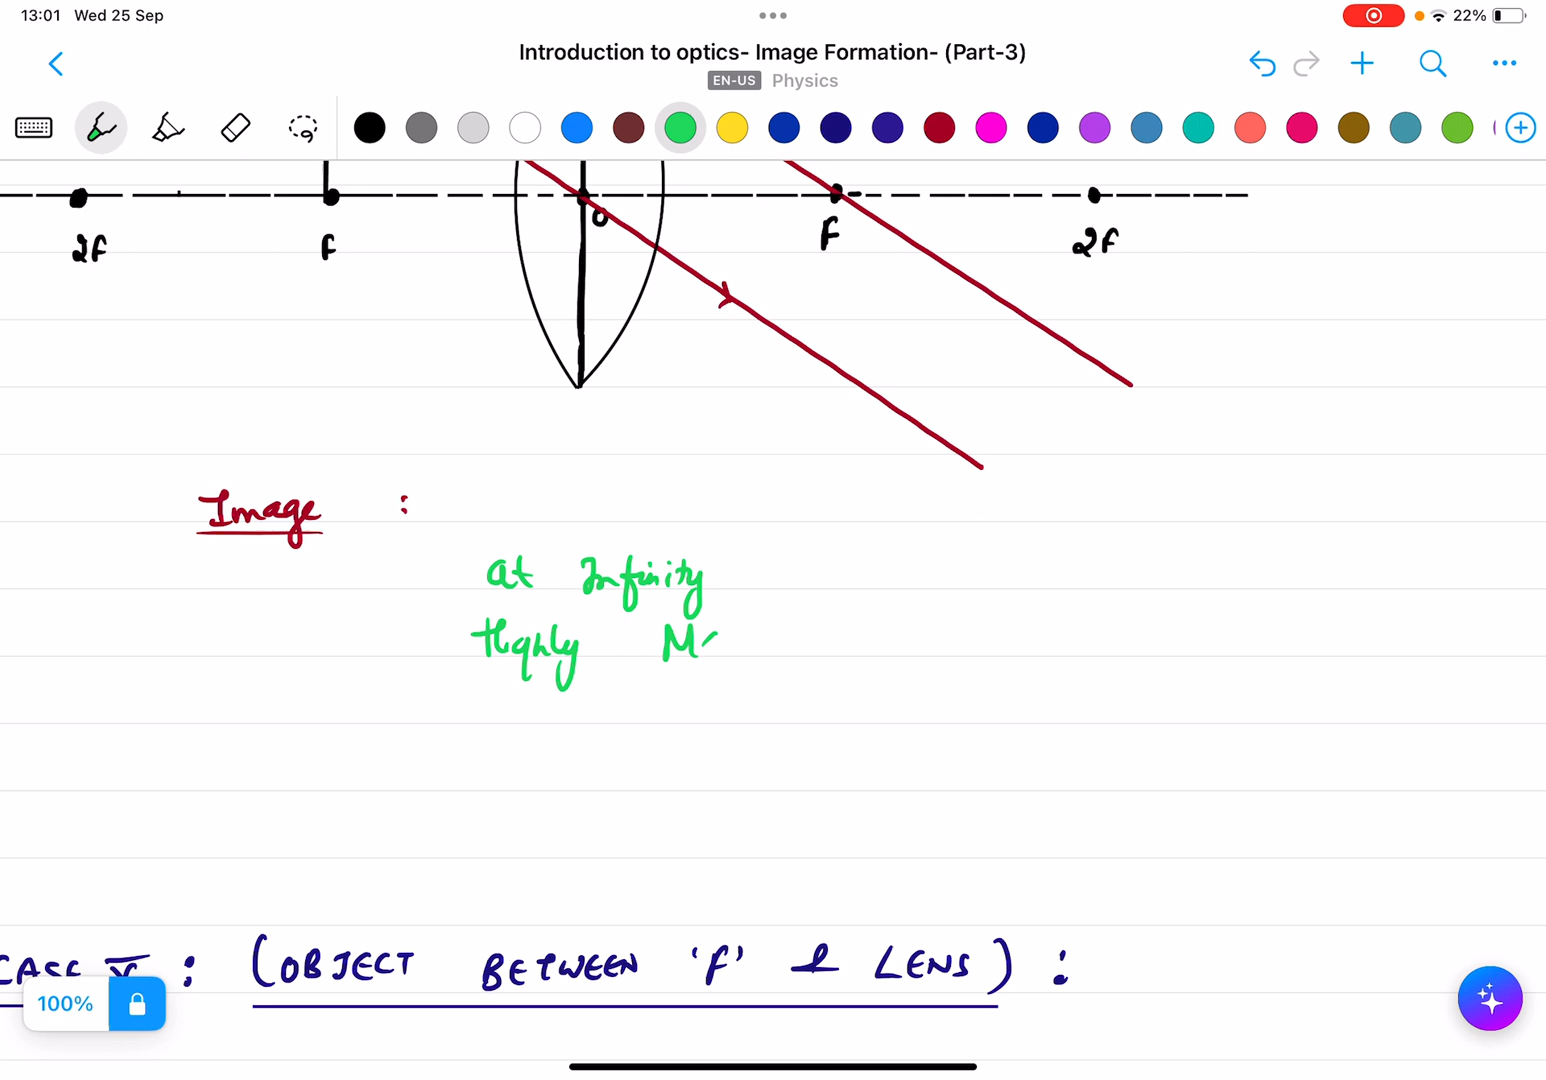 13:01 Wed 25 Sep
22%
Introduction to optics- Image Formation- (Part-3)
EN-US Physics
2F F O F 2F
Image :
at Infinity
Highly M
CASE V : (OBJECT BETWEEN 'F' & LENS) :
100%